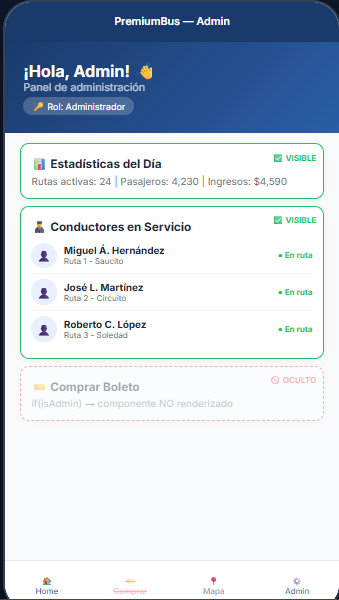 PremiumBus — Admin
¡Hola, Admin! 👋
Panel de administración
🔑 Rol: Administrador
✅ VISIBLE
📊 Estadísticas del Día
Rutas activas: 24 | Pasajeros: 4,230 | Ingresos: $4,590
✅ VISIBLE
Conductores en Servicio
Miguel Á. Hernández
Ruta 1 - Saucito
● En ruta
José L. Martínez
Ruta 2 - Circuito
● En ruta
Roberto C. López
Ruta 3 - Soledad
● En ruta
🚫 OCULTO
🎫 Comprar Boleto
if(isAdmin) → componente NO renderizado
Home
Comprar
Mapa
Admin